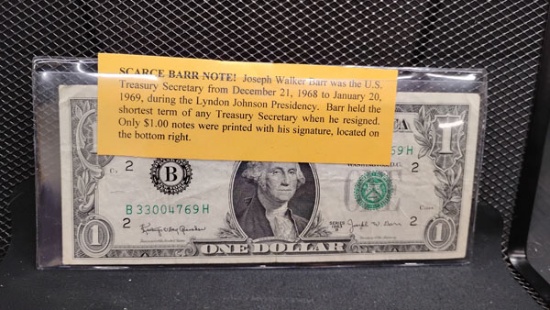 SCARCE BARR NOTE! Joseph Walker Barr was the U.S.
Treasury Secretary from December 21, 1968 to January 20,
1969, during the Lyndon Johnson Presidency. Barr held the
shortest term of any Treasury Secretary when he resigned.
Only $1.00 notes were printed with his signature, located on
the bottom right.
2
2
B
B 33004769 H
2
2
WASHINGTON, D.C.
SERIES
1
ONE DOLLAR
1